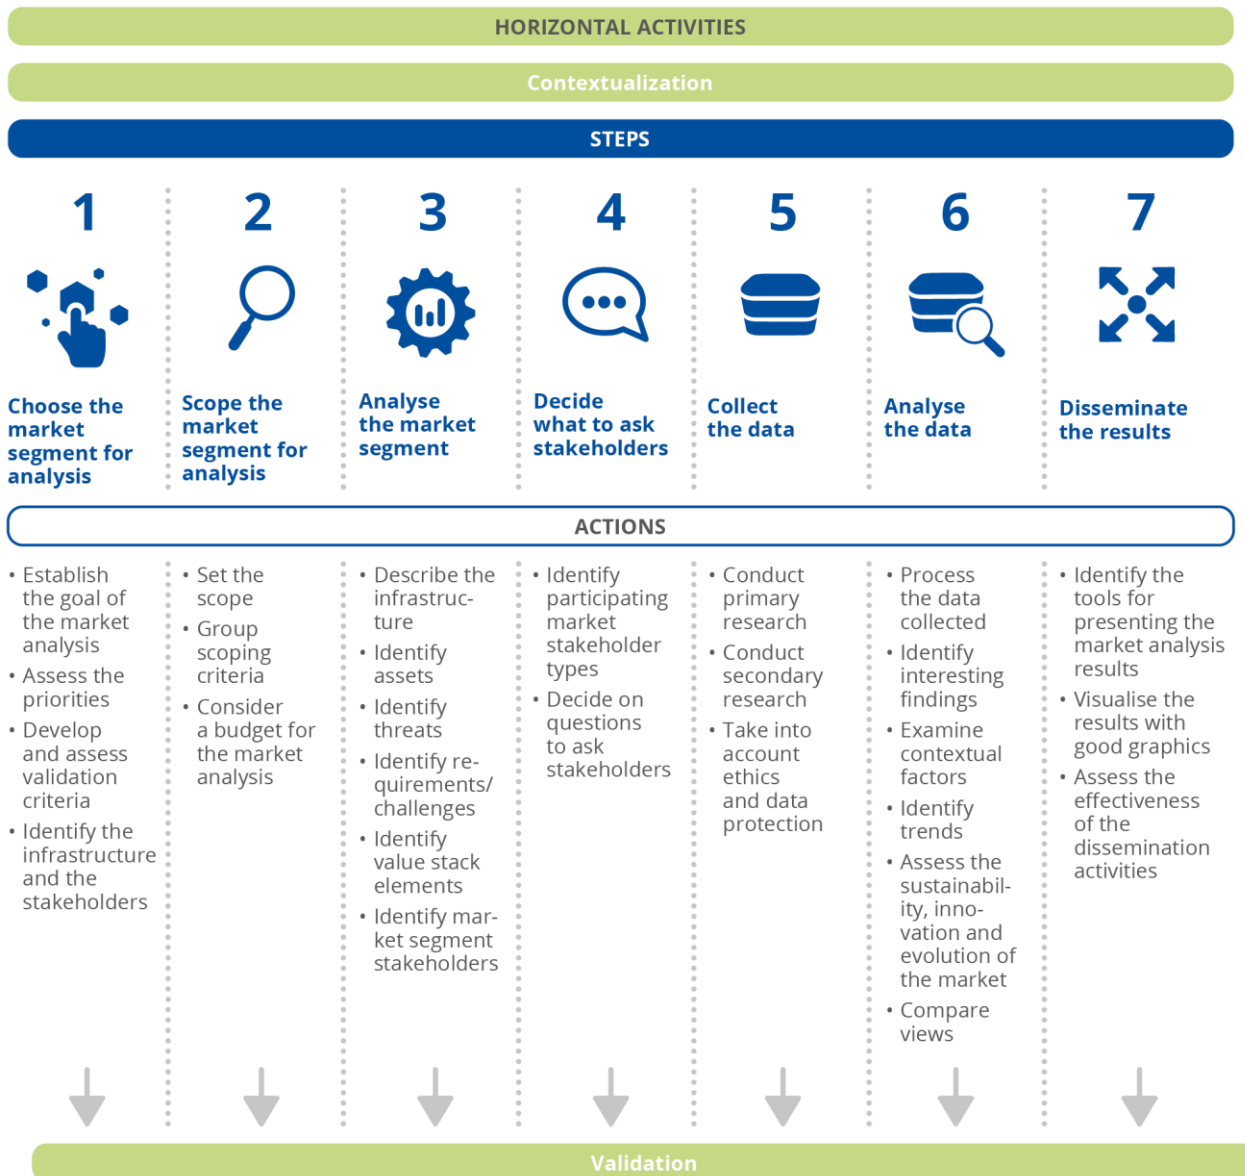 HORIZONTAL ACTIVITIES
Contextualization
STEPS
1
Choose the
market
segment for
analysis
2
Scope the
market
segment for
analysis
3
Analyse
the market
segment
4
Decide
what to ask
stakeholders
5
Collect
the data
6
Analyse
the data
7
Disseminate
the results
ACTIONS
• Establish
the goal of
the market
analysis
• Assess the
priorities
• Develop
and assess
validation
criteria
• Identify the
infrastructure
and the
stakeholders
• Set the
scope
• Group
scoping
criteria
• Consider
a budget for
the market
analysis
• Describe the
infrastruc-
ture
• Identify
assets
• Identify
threats
• Identify re-
quirements/
challenges
• Identify
value stack
elements
• Identify mar-
ket segment
stakeholders
• Identify
participating
market
stakeholder
types
• Decide on
questions
to ask
stakeholders
• Conduct
primary
research
• Conduct
secondary
research
• Take into
account
ethics
and data
protection
• Process
the data
collected
• Identify
interesting
findings
• Examine
contextual
factors
• Identify
trends
• Assess the
sustainabil-
ity, inno-
vation and
evolution of
the market
• Compare
views
• Identify the
tools for
presenting the
market analysis
results
• Visualise the
results with
good graphics
• Assess the
effectiveness
of the
dissemination
activities
Validation